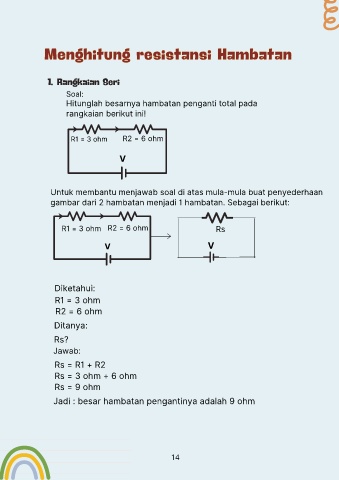 Menghitung resistansi Hambatan
1. Rangkaian Seri
Soal:
Hitunglah besarnya hambatan penganti total pada
rangkaian berikut ini!
R1 = 3 ohm R2 = 6 ohm
V
Untuk membantu menjawab soal di atas mula-mula buat penyederhaan
gambar dari 2 hambatan menjadi 1 hambatan. Sebagai berikut:
R1 = 3 ohm R2 = 6 ohm Rs
V V
Diketahui:
R1 = 3 ohm
R2 = 6 ohm
Ditanya:
Rs?
Jawab:
Rs = R1 + R2
Rs = 3 ohm + 6 ohm
Rs = 9 ohm
Jadi : besar hambatan pengantinya adalah 9 ohm
14